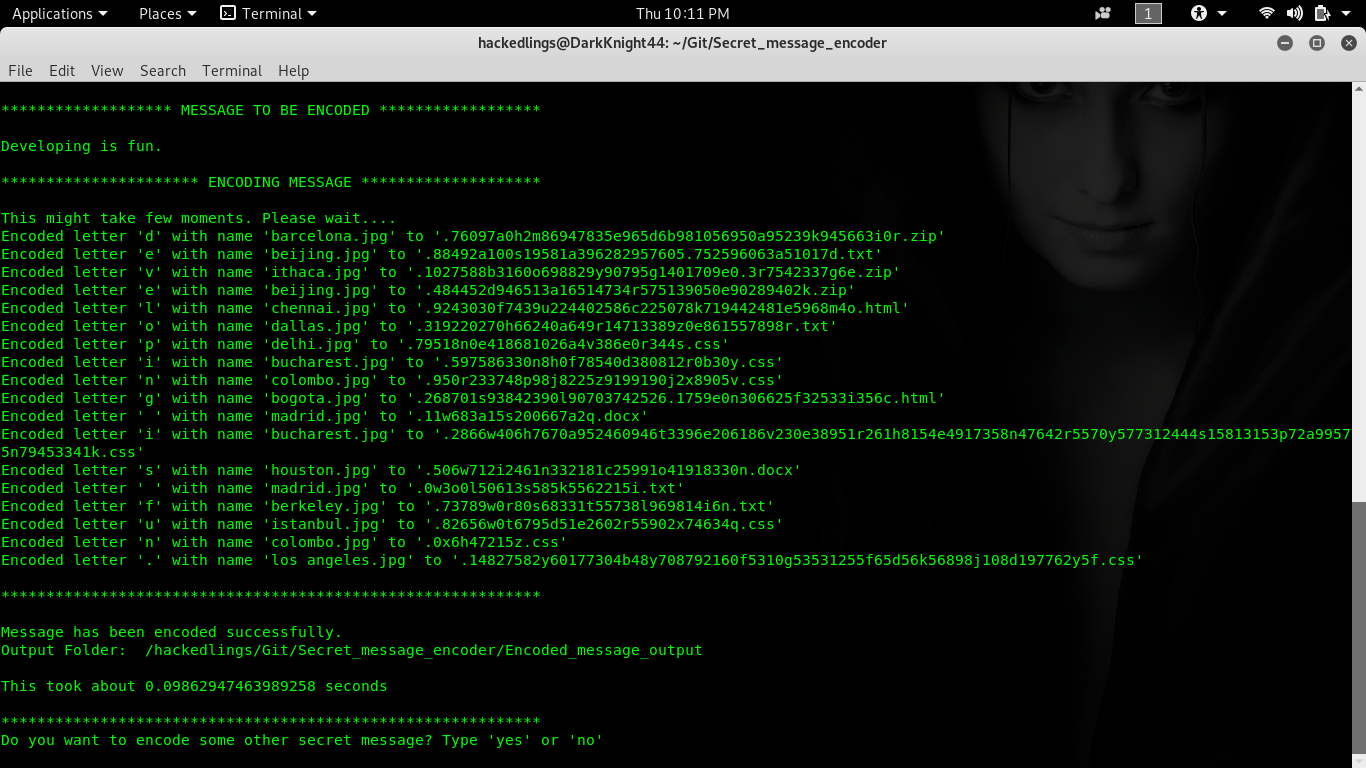 Applications Places Terminal Thu 10:11 PM 1
hackedlings@DarkKnight44: ~/Git/Secret_message_encoder
File Edit View Search Terminal Help
******************* MESSAGE TO BE ENCODED ******************
Developing is fun.
********************** ENCODING MESSAGE ********************
This might take few moments. Please wait....
Encoded letter 'd' with name 'barcelona.jpg' to '.76097a0h2m86947835e965d6b981056950a95239k945663i0r.zip'
Encoded letter 'e' with name 'beijing.jpg' to '.88492a100s19581a396282957605.752596063a51017d.txt'
Encoded letter 'v' with name 'ithaca.jpg' to '.1027588b3160o698829y90795g1401709e0.3r7542337g6e.zip'
Encoded letter 'e' with name 'beijing.jpg' to '.484452d946513a16514734r575139050e90289402k.zip'
Encoded letter 'l' with name 'chennai.jpg' to '.9243030f7439u224402586c225078k719442481e5968m4o.html'
Encoded letter 'o' with name 'dallas.jpg' to '.319220270h66240a649r14713389z0e861557898r.txt'
Encoded letter 'p' with name 'delhi.jpg' to '.79518n0e418681026a4v386e0r344s.css'
Encoded letter 'i' with name 'bucharest.jpg' to '.597586330n8h0f78540d380812r0b30y.css'
Encoded letter 'n' with name 'colombo.jpg' to '.950r233748p98j8225z9199190j2x8905v.css'
Encoded letter 'g' with name 'bogota.jpg' to '.268701s93842390l90703742526.1759e0n306625f32533i356c.html'
Encoded letter ' ' with name 'madrid.jpg' to '.11w683a15s200667a2q.docx'
Encoded letter 'i' with name 'bucharest.jpg' to '.2866w406h7670a952460946t3396e206186v230e38951r261h8154e4917358n47642r5570y577312444s15813153p72a9957
5n79453341k.css'
Encoded letter 's' with name 'houston.jpg' to '.506w712i2461n332181c25991o41918330n.docx'
Encoded letter ' ' with name 'madrid.jpg' to '.0w3o0l50613s585k5562215i.txt'
Encoded letter 'f' with name 'berkeley.jpg' to '.73789w0r80s68331t55738l969814i6n.txt'
Encoded letter 'u' with name 'istanbul.jpg' to '.82656w0t6795d51e2602r55902x74634q.css'
Encoded letter 'n' with name 'colombo.jpg' to '.0x6h47215z.css'
Encoded letter '.' with name 'los angeles.jpg' to '.14827582y60177304b48y708792160f5310g53531255f65d56k56898j108d197762y5f.css'
************************************************************
Message has been encoded successfully.
Output Folder:  /hackedlings/Git/Secret_message_encoder/Encoded_message_output
This took about 0.09862947463989258 seconds
************************************************************
Do you want to encode some other secret message? Type 'yes' or 'no'